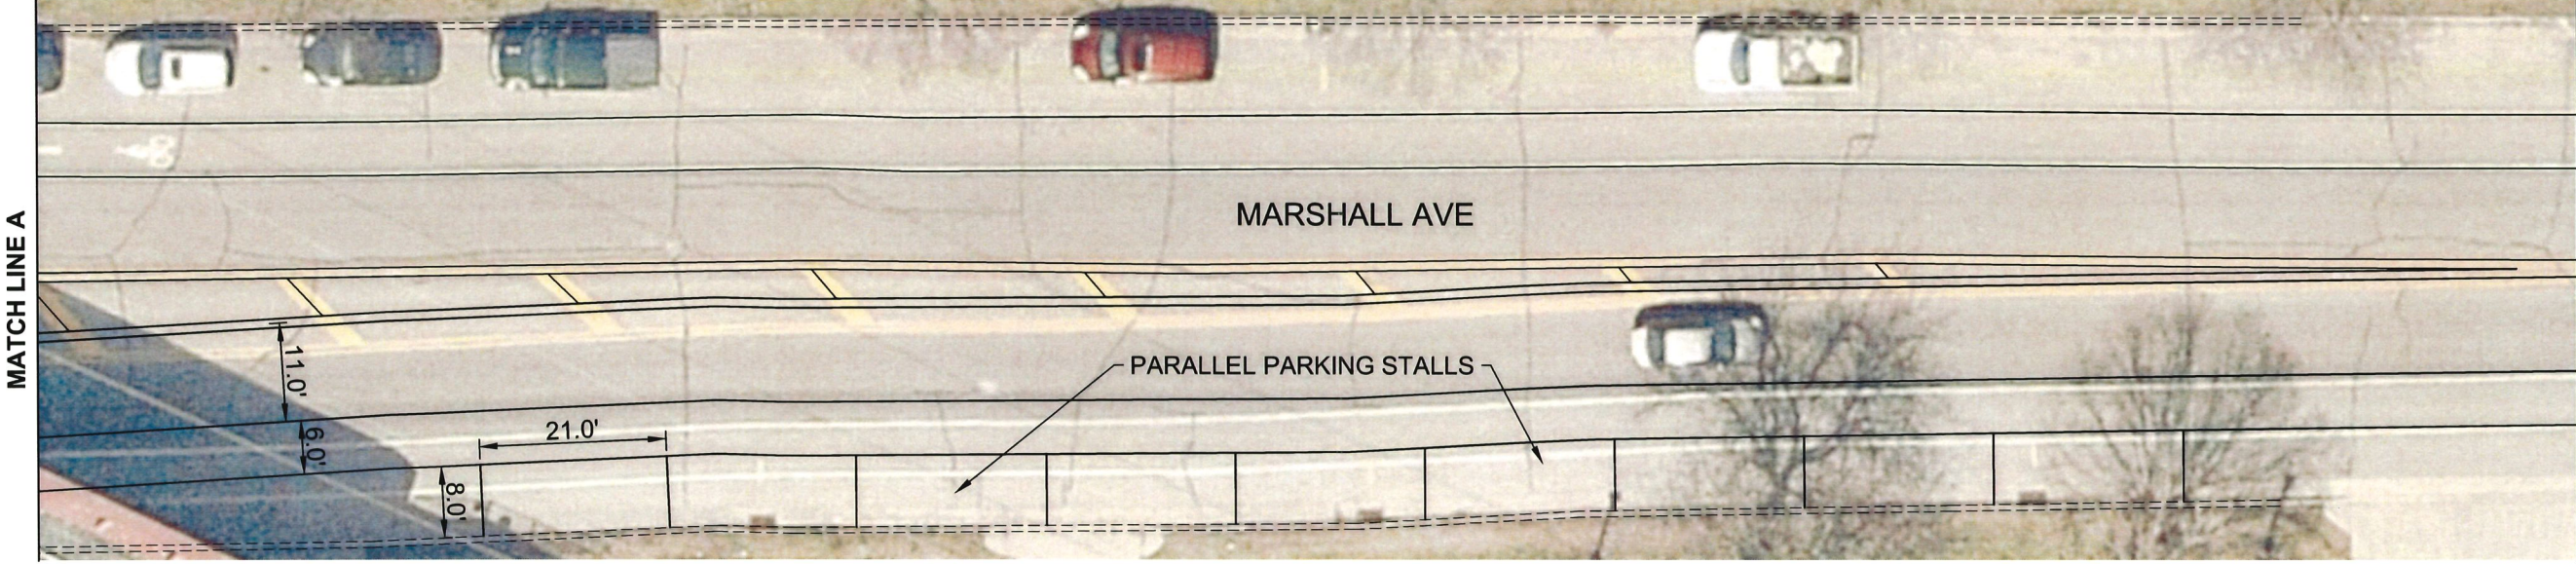 MATCH LINE A
MARSHALL AVE
PARALLEL PARKING STALLS
11.0'
6.0'
21.0'
8.0'